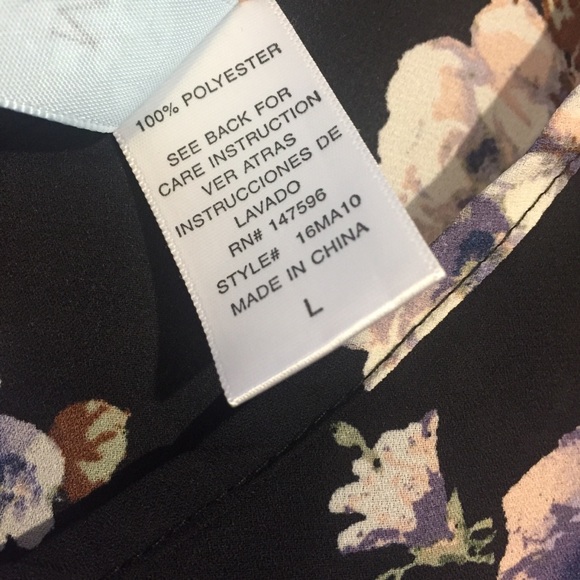 100% POLYESTER
SEE BACK FOR
CARE INSTRUCTION
VER ATRAS
INSTRUCCIONES DE
LAVADO
RN# 147596
STYLE# 16MA10
MADE IN CHINA
L